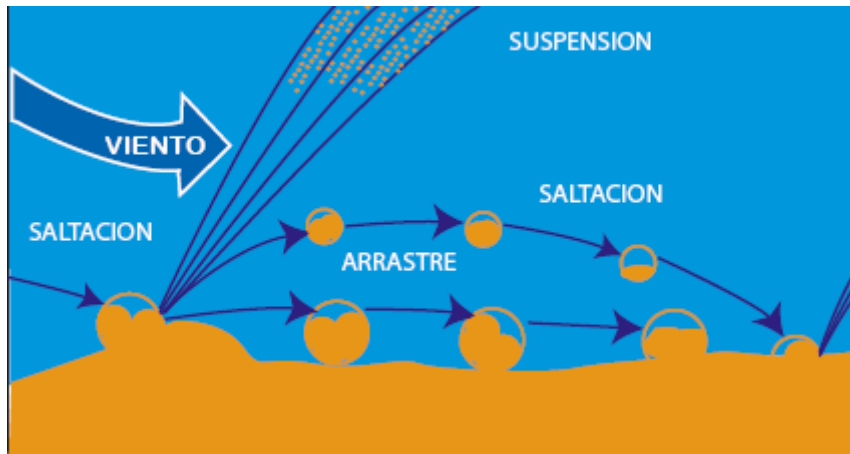 SUSPENSION
VIENTO
SALTACION
SALTACION
ARRASTRE